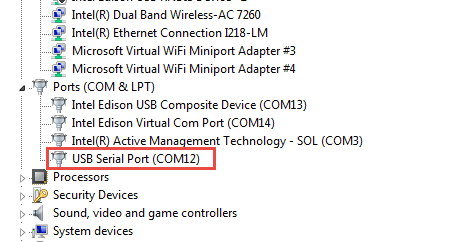 Intel(R) Dual Band Wireless-AC 7260
Intel(R) Ethernet Connection I218-LM
Microsoft Virtual WiFi Miniport Adapter #3
Microsoft Virtual WiFi Miniport Adapter #4
Ports (COM & LPT)
Intel Edison USB Composite Device (COM13)
Intel Edison Virtual Com Port (COM14)
Intel(R) Active Management Technology - SOL (COM3)
USB Serial Port (COM12)
Processors
Security Devices
Sound, video and game controllers
System devices